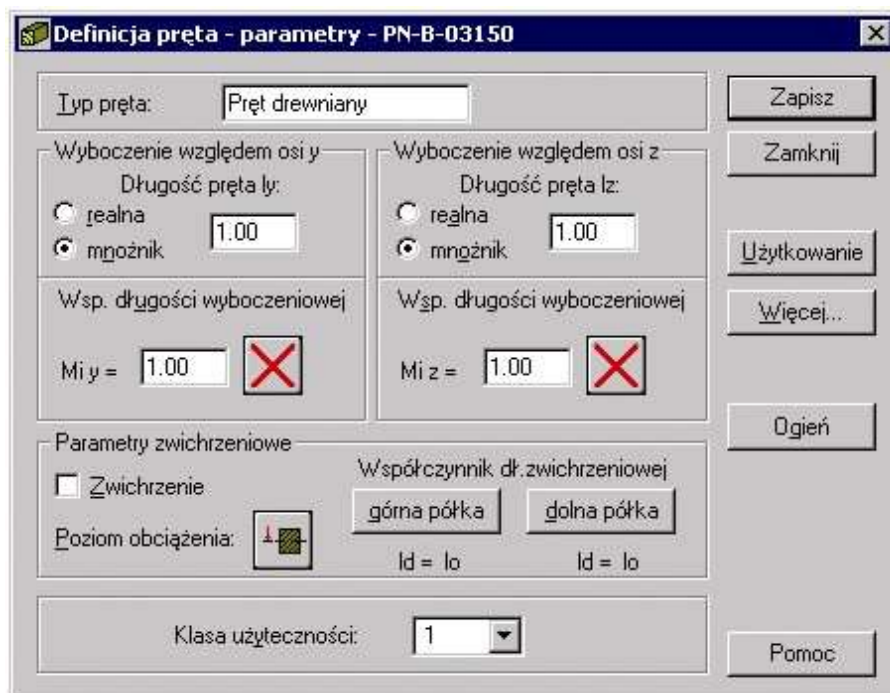 Definicja pręta - parametry - PN-B-03150
Typ pręta: Pręt drewniany
Zapisz
Zamknij
Wyboczenie względem osi y
Długość pręta ly:
realna
mnożnik
1.00
Wsp. długości wyboczeniowej
Mi y = 1.00
Wyboczenie względem osi z
Długość pręta lz:
realna
mnożnik
1.00
Wsp. długości wyboczeniowej
Mi z = 1.00
Użytkowanie
Więcej...
Ogień
Parametry zwichrzeniowe
Zwichrzenie
Poziom obciążenia:
Współczynnik dł.zwichrzeniowej
górna półka
dolna półka
ld = lo
ld = lo
Klasa użyteczności: 1
Pomoc